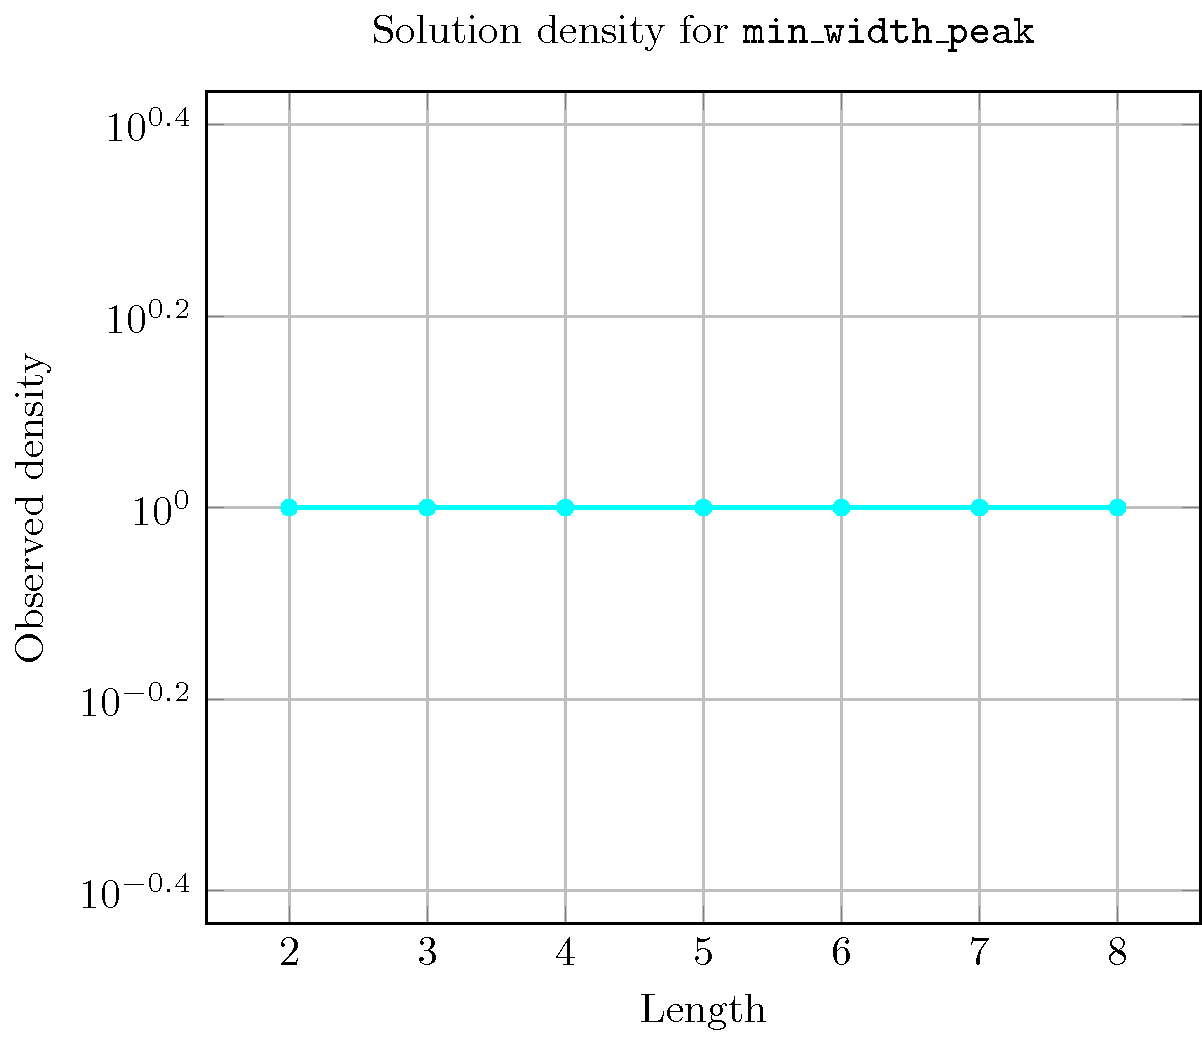 Solution density for min_width_peak
10^0.4
10^0.2
10^0
10^−0.2
10^−0.4
Observed density
2 3 4 5 6 7 8
Length